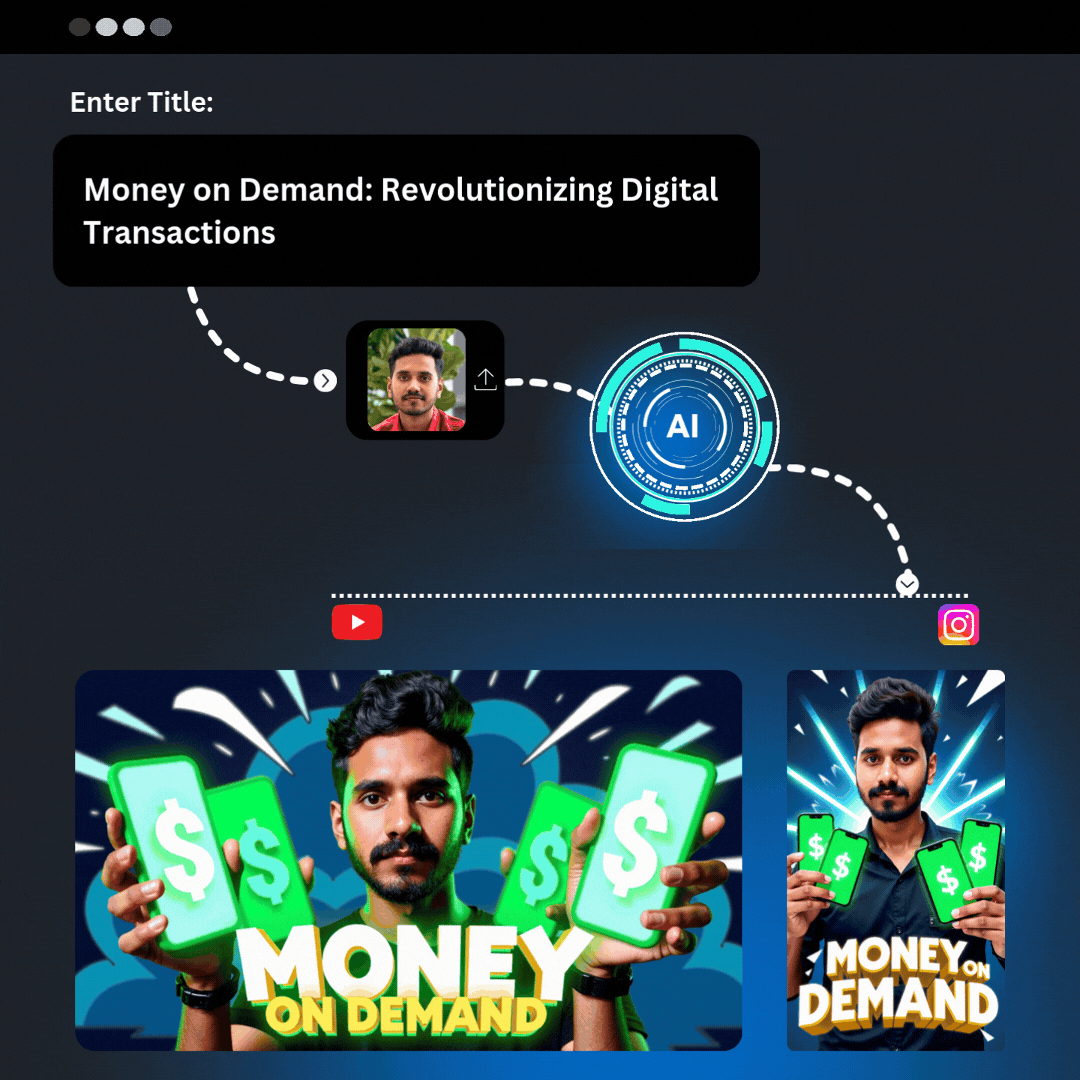 Enter Title:
Money on Demand: Revolutionizing Digital
Transactions
AI
$ $ $ $
MONEY
ON DEMAND
$ $ $ $
MONEY ON
DEMAND